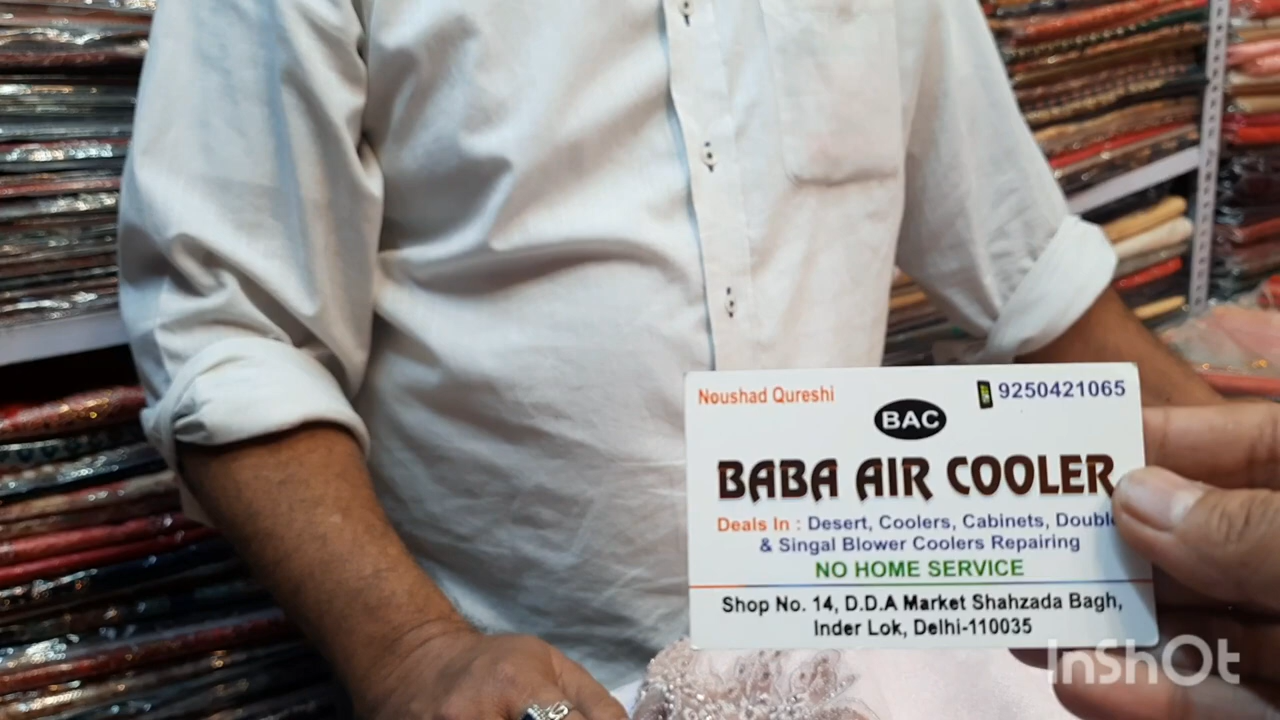 Noushad Qureshi
9250421065
BAC
BABA AIR COOLER
Deals In : Desert, Coolers, Cabinets, Doubl
& Singal Blower Coolers Repairing
NO HOME SERVICE
Shop No. 14, D.D.A Market Shahzada Bagh,
Inder Lok, Delhi-110035
InShOt